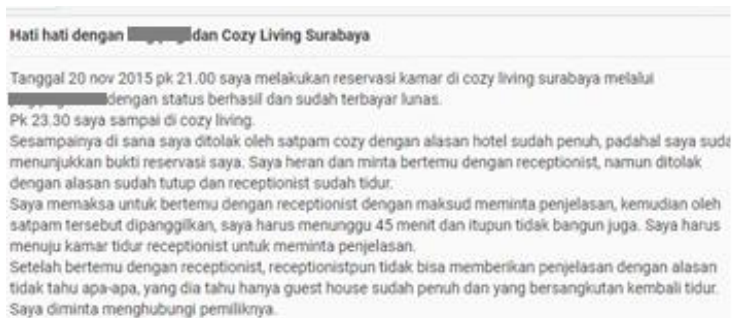 Hati hati dengan dan Cozy Living Surabaya
Tanggal 20 nov 2015 pk 21.00 saya melakukan reservasi kamar di cozy living surabaya melalui
dengan status berhasil dan sudah terbayar lunas.
Pk 23.30 saya sampai di cozy living.
Sesampainya di sana saya ditolak oleh satpam cozy dengan alasan hotel sudah penuh, padahal saya suda
menunjukkan bukti reservasi saya. Saya heran dan minta bertemu dengan receptionist, namun ditolak
dengan alasan sudah tutup dan receptionist sudah tidur.
Saya memaksa untuk bertemu dengan receptionist dengan maksud meminta penjelasan, kemudian oleh
satpam tersebut dipanggilkan, saya harus menunggu 45 menit dan itupun tidak bangun juga. Saya harus
menuju kamar tidur receptionist untuk meminta penjelasan.
Setelah bertemu dengan receptionist, receptionistpun tidak bisa memberikan penjelasan dengan alasan
tidak tahu apa-apa, yang dia tahu hanya guest house sudah penuh dan yang bersangkutan kembali tidur.
Saya diminta menghubungi pemiliknya.